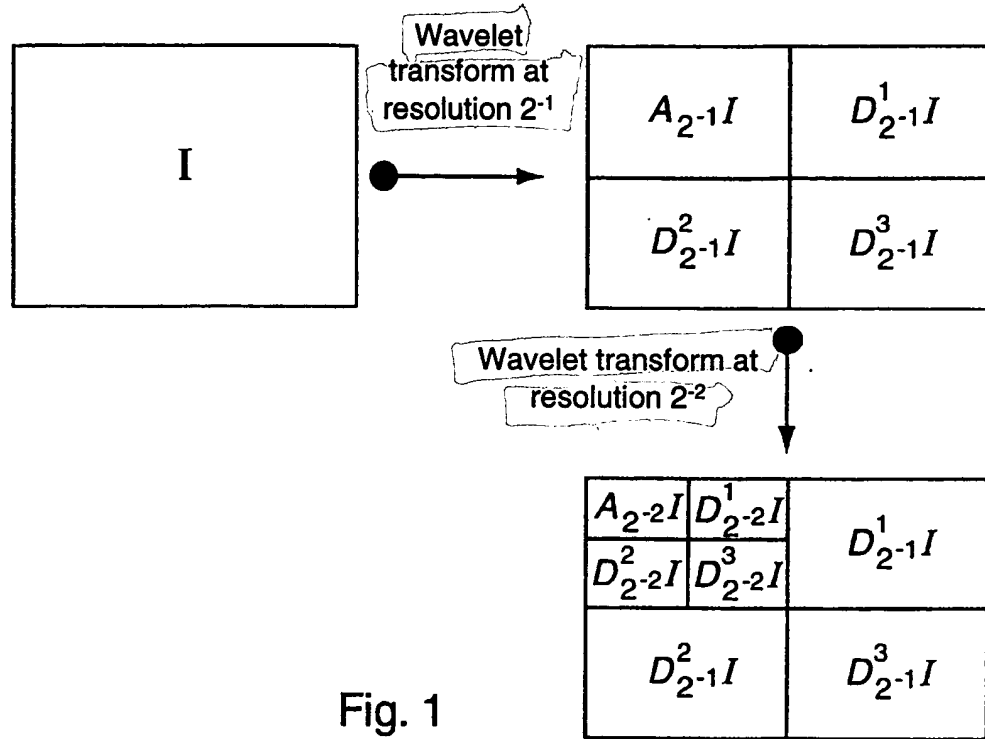 Wavelet
transform at
resolution 2⁻¹
I
A₂₋₁I D¹₂₋₁I
D²₂₋₁I D³₂₋₁I
Wavelet transform at
resolution 2⁻²
A₂₋₂I D¹₂₋₂I
D²₂₋₂I D³₂₋₂I
D¹₂₋₁I
D²₂₋₁I D³₂₋₁I
Fig. 1